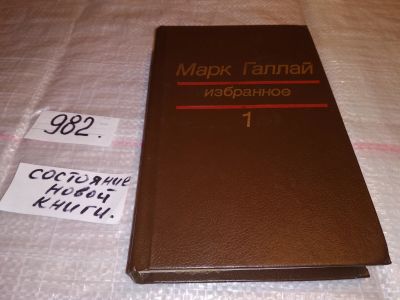 Марк Галлай
избранное
1
982.
состояние
новой
книги.